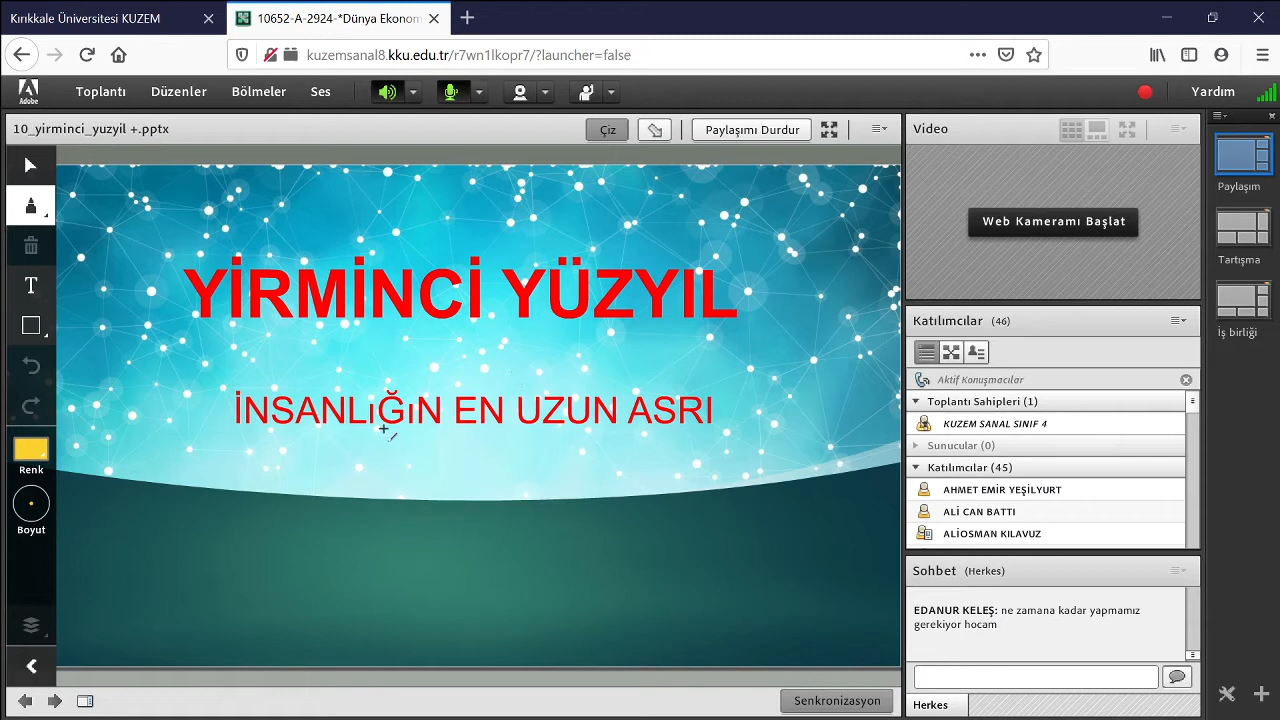 Kırıkkale Üniversitesi KUZEM
10652-A-2924-*Dünya Ekonom
kuzemsanal8.kku.edu.tr/r7wn1lkopr7/?launcher=false
Adobe
Toplantı
Düzenler
Bölmeler
Ses
Yardım
10_yirminci_yuzyil +.pptx
Çiz
Paylaşımı Durdur
YİRMİNCİ YÜZYIL
İNSANLıĞıN EN UZUN ASRI
T
Renk
Boyut
Senkronizasyon
Video
Web Kameramı Başlat
Katılımcılar (46)
Aktif Konuşmacılar
Toplantı Sahipleri (1)
KUZEM SANAL SINIF 4
Sunucular (0)
Katılımcılar (45)
AHMET EMİR YEŞİLYURT
ALİ CAN BATTI
ALİOSMAN KILAVUZ
Sohbet (Herkes)
EDANUR KELEŞ: ne zamana kadar yapmamız
gerekiyor hocam
Herkes
Paylaşım
Tartışma
İş birliği